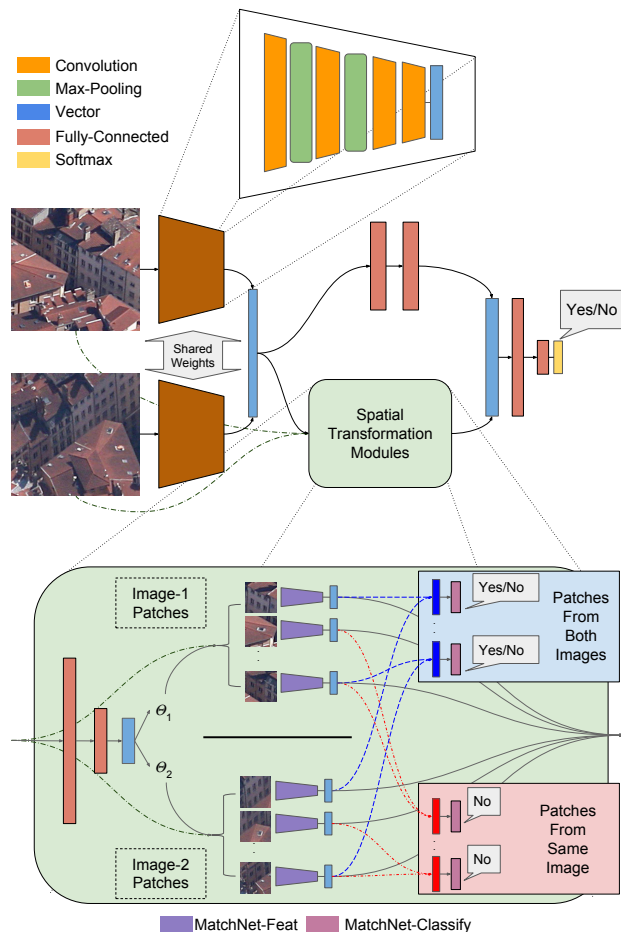 Convolution
Max-Pooling
Vector
Fully-Connected
Softmax
Yes/No
Shared
Weights
Spatial
Transformation
Modules
Image-1
Patches
Yes/No
Patches
From
Both
Images
Yes/No
Θ1
Θ2
No
Patches
From
Same
Image
No
Image-2
Patches
MatchNet-Feat
MatchNet-Classify